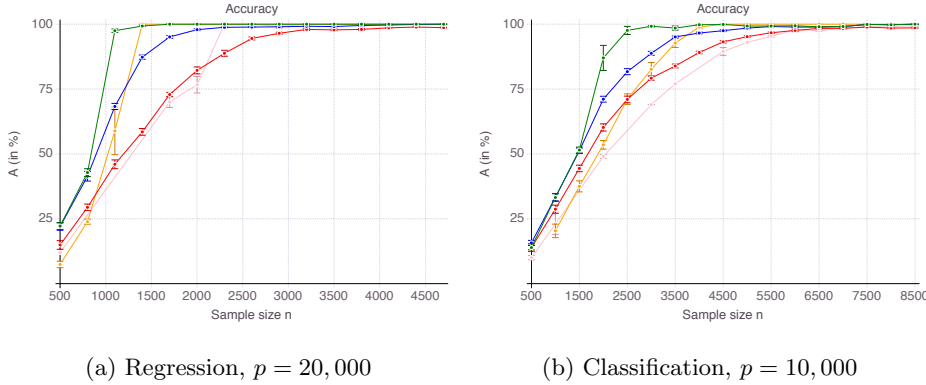 Accuracy
100
75
50
25
A (in %)
500 1000 1500 2000 2500 3000 3500 4000 4500
Sample size n
(a) Regression, p = 20,000
Accuracy
100
75
50
25
A (in %)
500 1500 2500 3500 4500 5500 6500 7500 8500
Sample size n
(b) Classification, p = 10,000